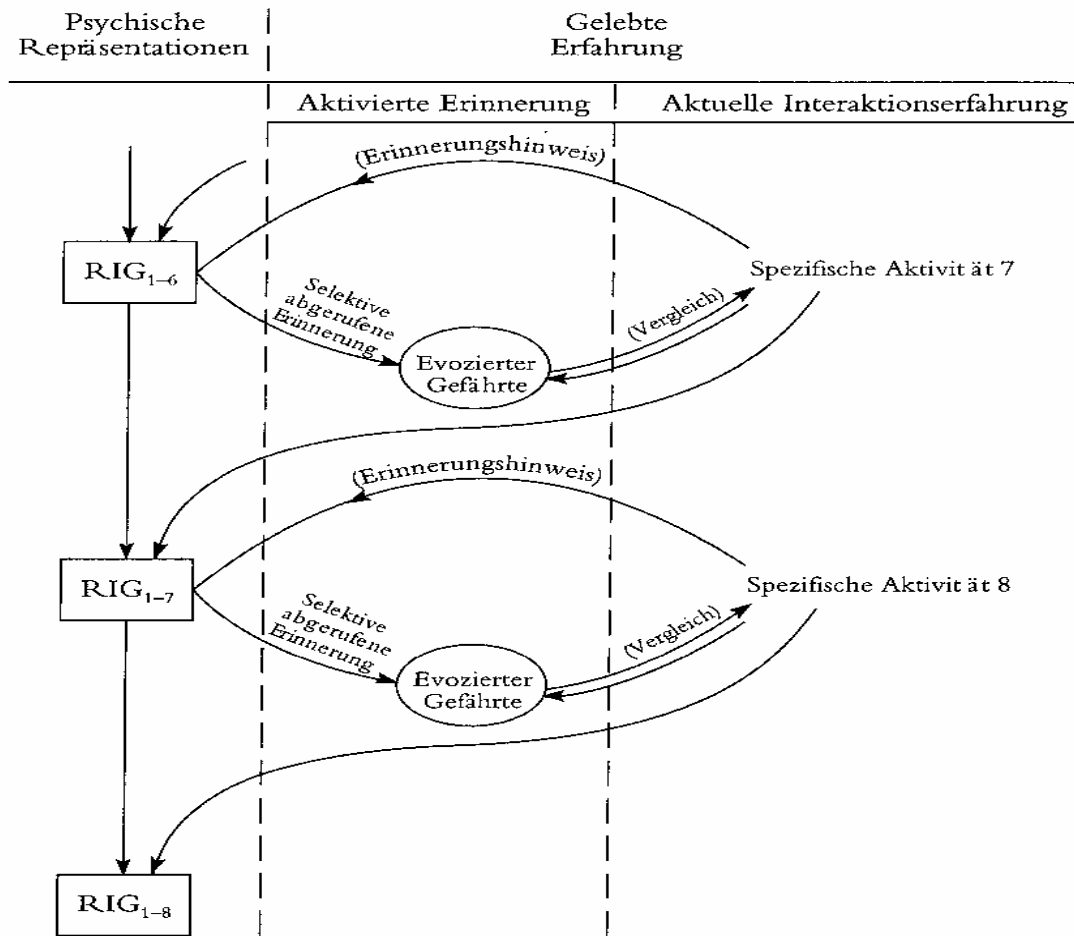 Psychische
Repräsentationen
Gelebte
Erfahrung
Aktivierte Erinnerung
Aktuelle Interaktionserfahrung
(Erinnerungshinweis)
RIG₁₋₆
Spezifische Aktivit ät 7
Selektive
abgerufene
Erinnerung
(Vergleich)
Evozierter
Gefährte
(Erinnerungshinweis)
RIG₁₋₇
Spezifische Aktivit ät 8
Selektive
abgerufene
Erinnerung
(Vergleich)
Evozierter
Gefährte
RIG₁₋₈